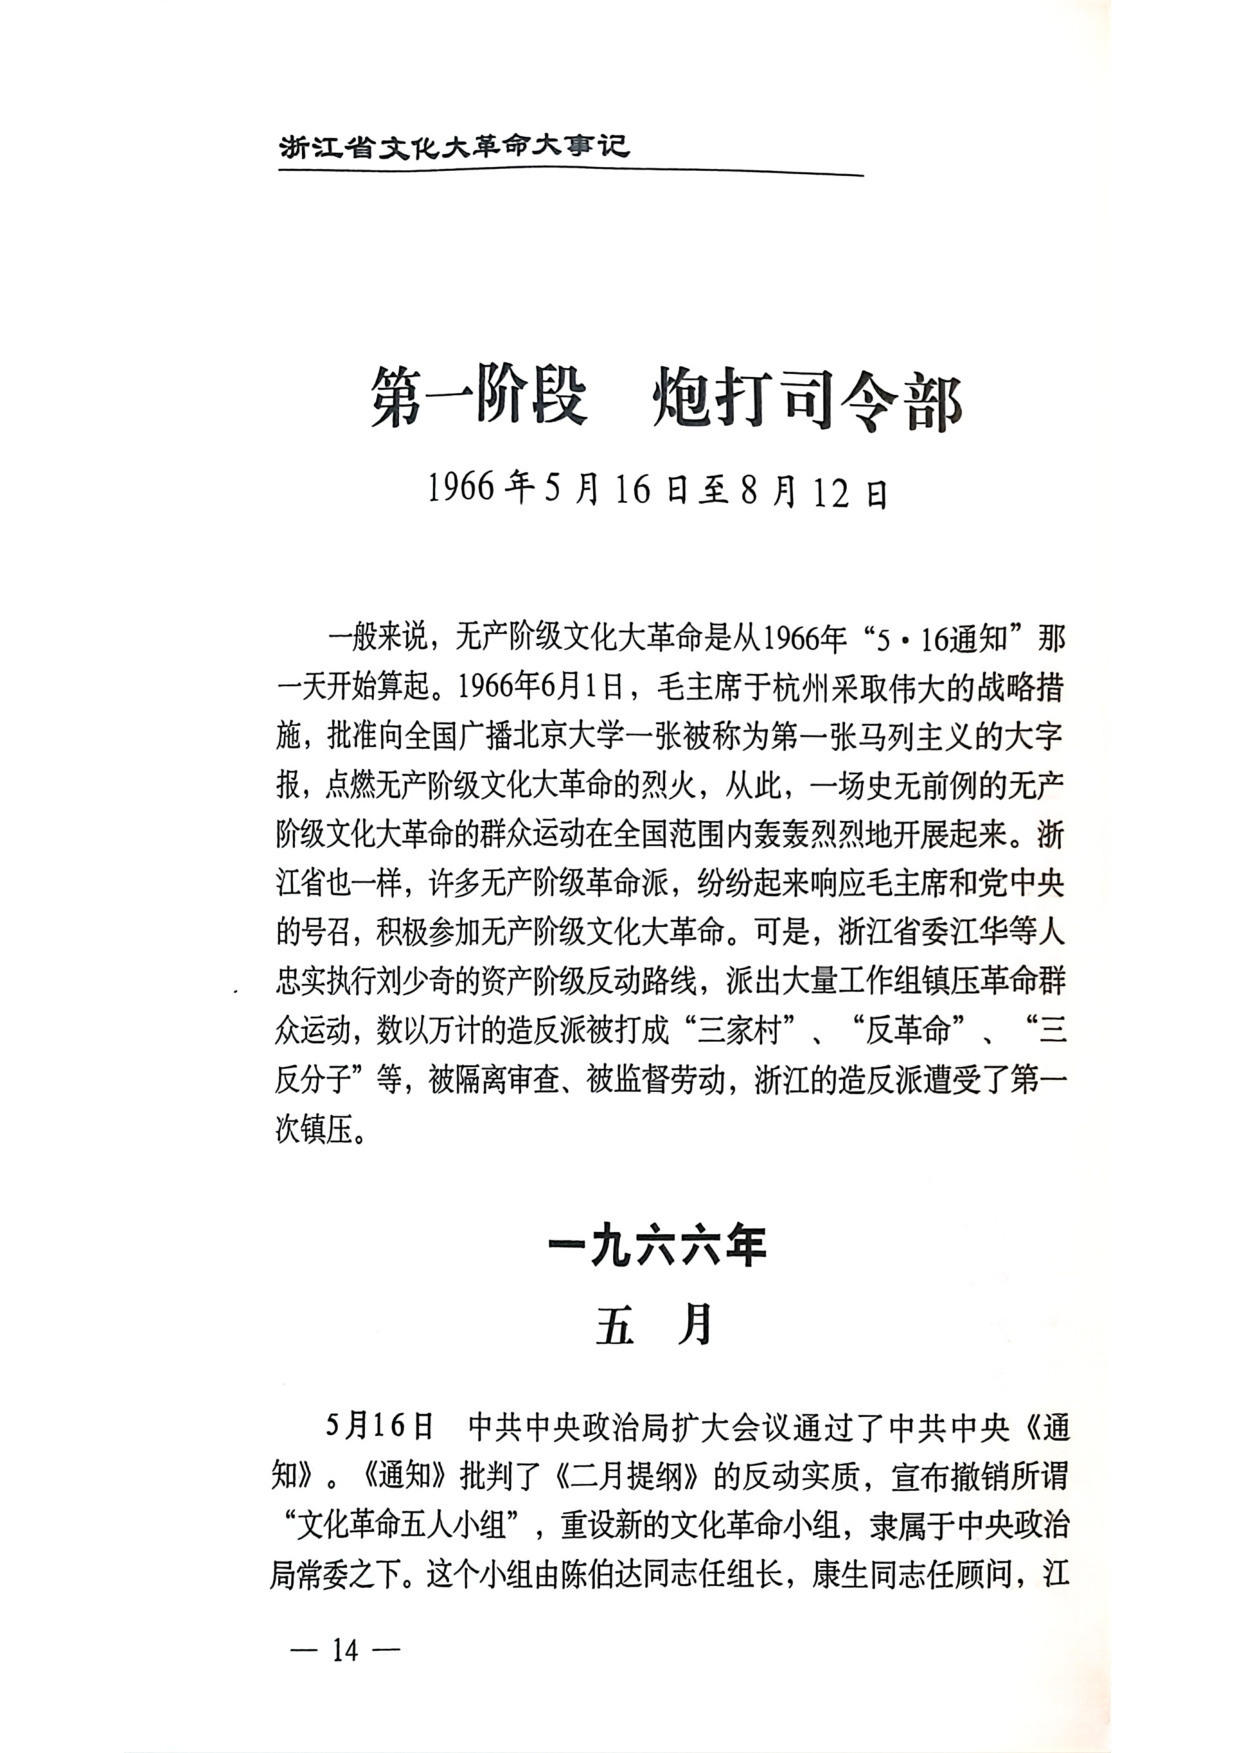 浙江省文化大革命大事记
第一阶段　炮打司令部
1966年5月16日至8月12日
一般来说，无产阶级文化大革命是从1966年“5·16通知”那
一天开始算起。1966年6月1日，毛主席于杭州采取伟大的战略措
施，批准向全国广播北京大学一张被称为第一张马列主义的大字
报，点燃无产阶级文化大革命的烈火，从此，一场史无前例的无产
阶级文化大革命的群众运动在全国范围内轰轰烈烈地开展起来。浙
江省也一样，许多无产阶级革命派，纷纷起来响应毛主席和党中央
的号召，积极参加无产阶级文化大革命。可是，浙江省委江华等人
忠实执行刘少奇的资产阶级反动路线，派出大量工作组镇压革命群
众运动，数以万计的造反派被打成“三家村”、“反革命”、“三
反分子”等，被隔离审查、被监督劳动，浙江的造反派遭受了第一
次镇压。
一九六六年
五　月
5月16日　中共中央政治局扩大会议通过了中共中央《通
知》。《通知》批判了《二月提纲》的反动实质，宣布撤销所谓
“文化革命五人小组”，重设新的文化革命小组，隶属于中央政治
局常委之下。这个小组由陈伯达同志任组长，康生同志任顾问，江
— 14 —